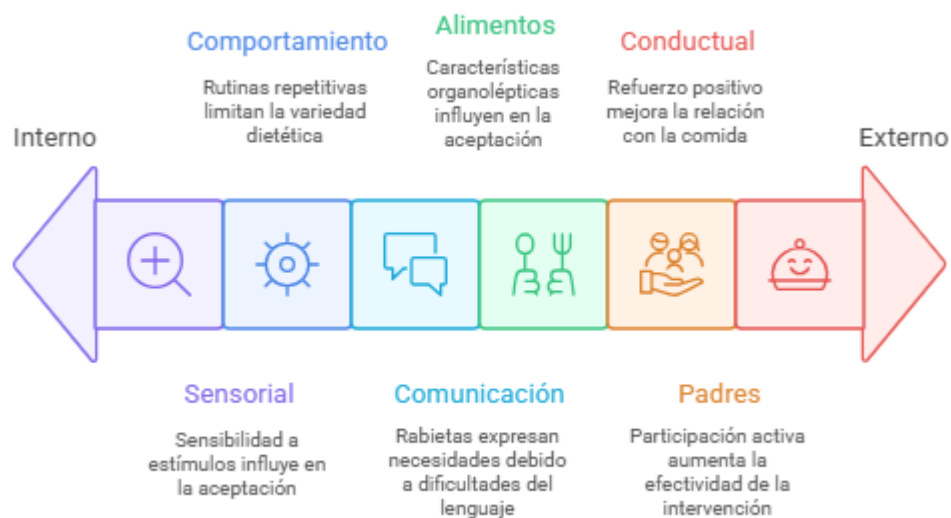 Comportamiento
Rutinas repetitivas
limitan la variedad
dietética
Alimentos
Características
organolépticas
influyen en la
aceptación
Conductual
Refuerzo positivo
mejora la relación
con la comida
Interno
Externo
Sensorial
Sensibilidad a
estímulos influye en
la aceptación
Comunicación
Rabietas expresan
necesidades debido
a dificultades del
lenguaje
Padres
Participación activa
aumenta la
efectividad de la
intervención